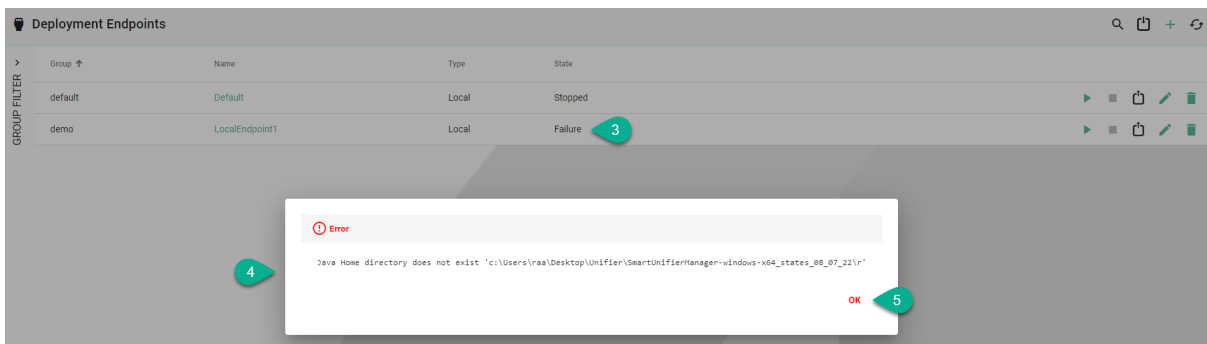 Deployment Endpoints
GROUP FILTER
Group Name Type State
default Default Local Stopped
demo LocalEndpoint1 Local Failure 3
Error
4 Java Home directory does not exist 'c:\Users\raa\Desktop\Unifier\SmartUnifierManager-windows-x64_states_08_07_22\r'
OK 5